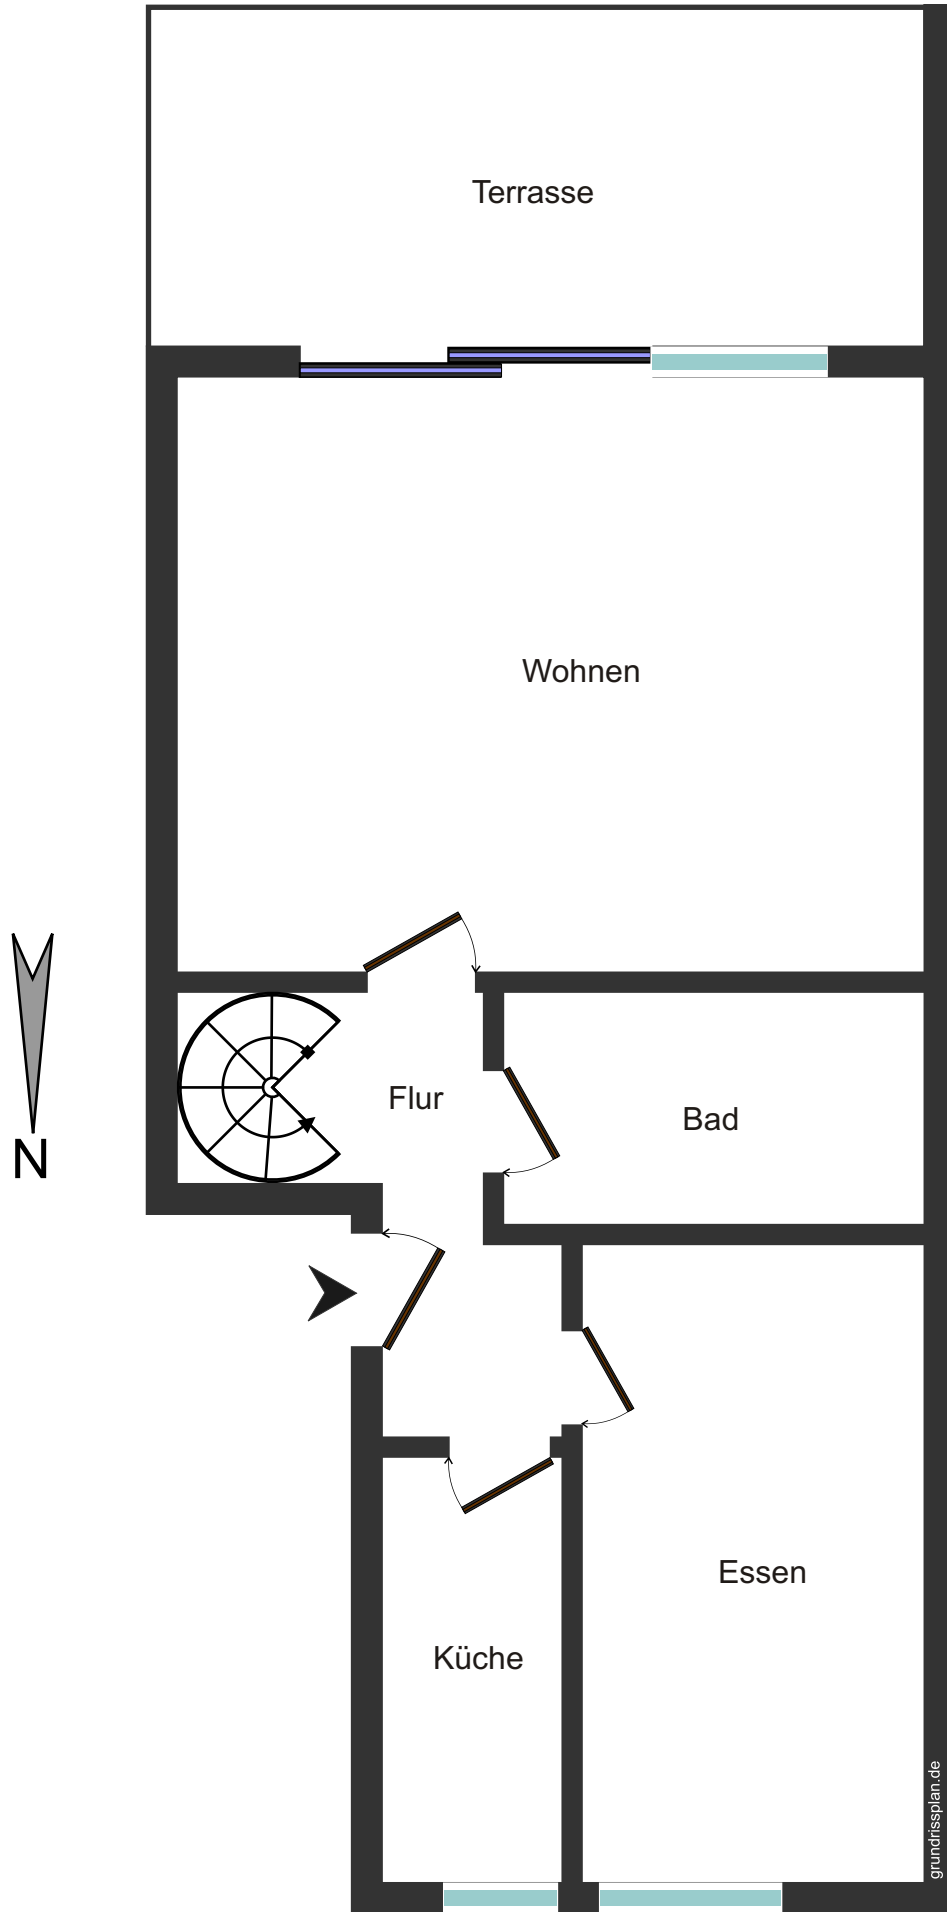 Terrasse
Wohnen
Flur
Bad
N
Essen
Küche
grundrissplan.de